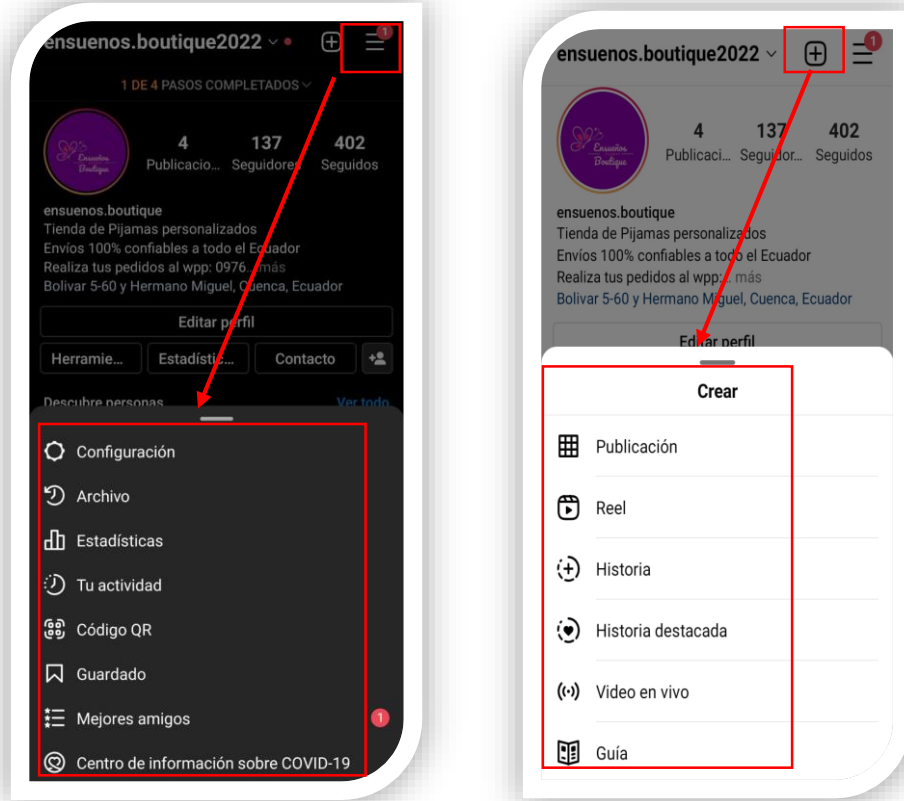 ensuenos.boutique2022
1
1 DE 4 PASOS COMPLETADOS
4 137 402
Publicacio... Seguidores Seguidos
Ensueños
Boutique
ensuenos.boutique
Tienda de Pijamas personalizados
Envíos 100% confiables a todo el Ecuador
Realiza tus pedidos al wpp: 0976... más
Bolivar 5-60 y Hermano Miguel, Cuenca, Ecuador
Editar perfil
Herramie... Estadístic... Contacto
Descubre personas Ver todo
Configuración
Archivo
Estadísticas
Tu actividad
Código QR
Guardado
Mejores amigos 1
Centro de información sobre COVID-19
ensuenos.boutique2022
1
4 137 402
Publicaci... Seguidor... Seguidos
Ensueños
Boutique
ensuenos.boutique
Tienda de Pijamas personalizados
Envíos 100% confiables a todo el Ecuador
Realiza tus pedidos al wpp:... más
Bolivar 5-60 y Hermano Miguel, Cuenca, Ecuador
Editar perfil
Crear
Publicación
Reel
Historia
Historia destacada
Video en vivo
Guía